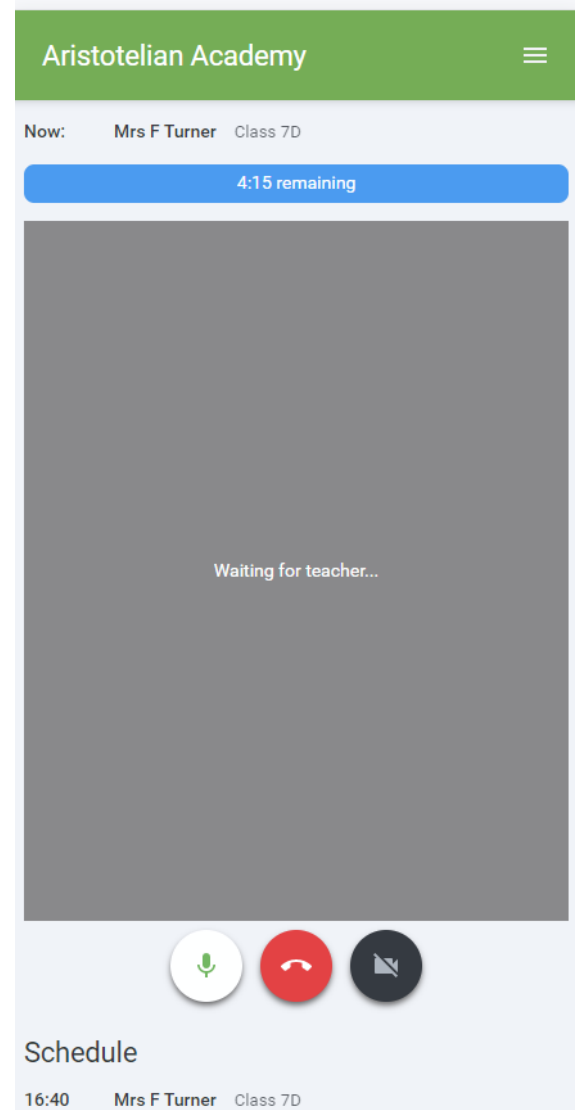 Aristotelian Academy
Now: Mrs F Turner Class 7D
4:15 remaining
Waiting for teacher...
Schedule
16:40 Mrs F Turner Class 7D